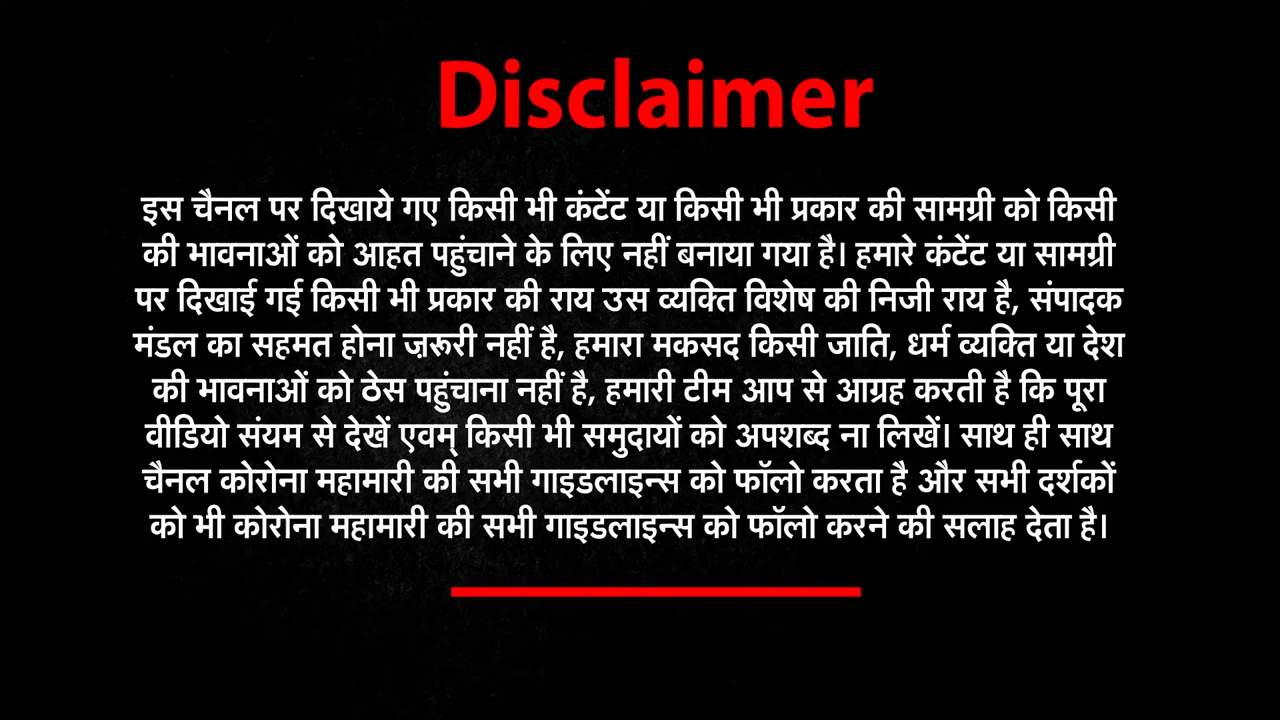 Disclaimer
इस चैनल पर दिखाये गए किसी भी कंटेंट या किसी भी प्रकार की सामग्री को किसी
की भावनाओं को आहत पहुंचाने के लिए नहीं बनाया गया है। हमारे कंटेंट या सामग्री
पर दिखाई गई किसी भी प्रकार की राय उस व्यक्ति विशेष की निजी राय है, संपादक
मंडल का सहमत होना ज़रूरी नहीं है, हमारा मकसद किसी जाति, धर्म व्यक्ति या देश
की भावनाओं को ठेस पहुंचाना नहीं है, हमारी टीम आप से आग्रह करती है कि पूरा
वीडियो संयम से देखें एवम् किसी भी समुदायों को अपशब्द ना लिखें। साथ ही साथ
चैनल कोरोना महामारी की सभी गाइडलाइन्स को फॉलो करता है और सभी दर्शकों
को भी कोरोना महामारी की सभी गाइडलाइन्स को फॉलो करने की सलाह देता है।